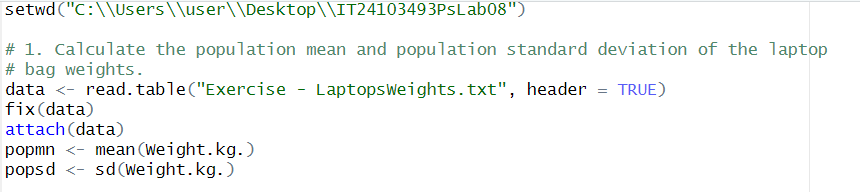 setwd("C:\\Users\\user\\Desktop\\IT24103493PsLab08")
# 1. Calculate the population mean and population standard deviation of the laptop
# bag weights.
data <- read.table("Exercise - LaptopsWeights.txt", header = TRUE)
fix(data)
attach(data)
popmn <- mean(Weight.kg.)
popsd <- sd(Weight.kg.)